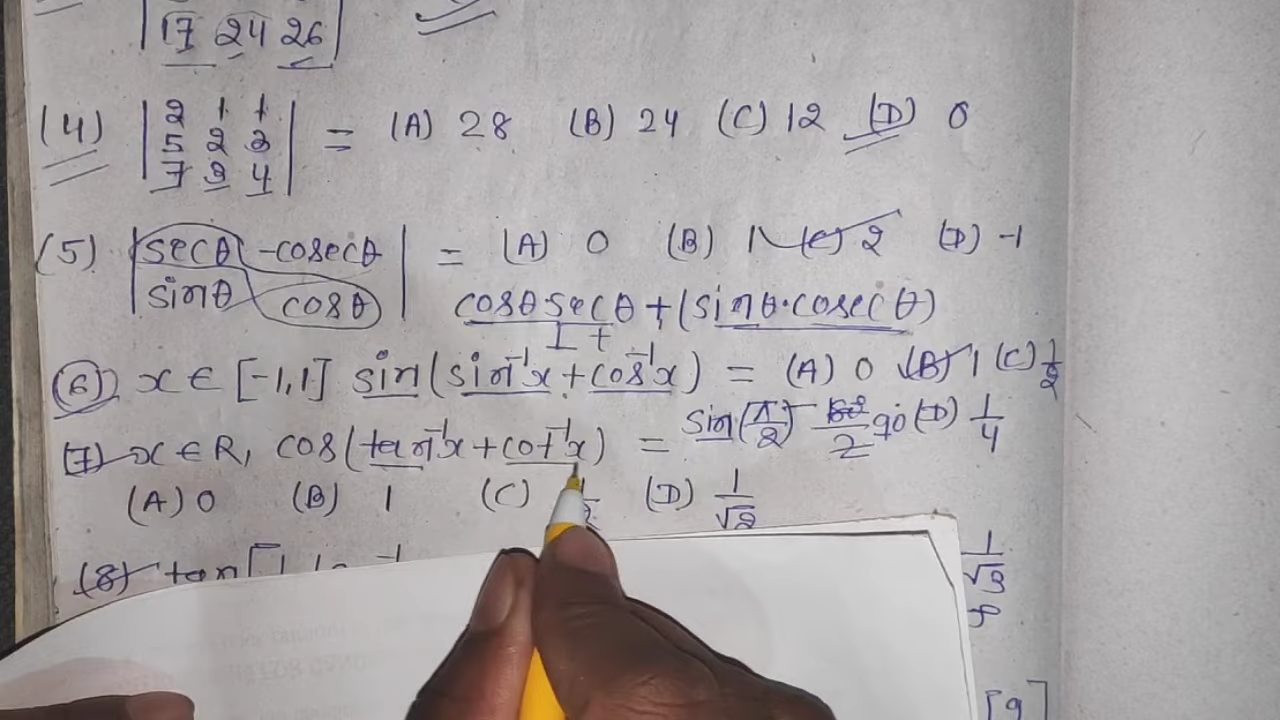 |17 24 26|
(4) |2 1 1| = (A) 28 (B) 24 (C) 12 (D) 0
|5 2 3|
|7 3 4|
(5) |secθ -cosecθ| = (A) 0 (B) 1 (C) 2 (D) -1
|sinθ cosθ| cosθ·secθ + (sinθ·cosecθ)
1 +
(6) x ∈ [-1,1] sin(sin⁻¹x + cos⁻¹x) = (A) 0 (B) 1 (C) 1/2
sin(π/2) 90 (D) 1/4
(7) x ∈ R, cos(tan⁻¹x + cot⁻¹x) =
(A) 0 (B) 1 (C) (D) 1/√2
(8) tan[
1/√3